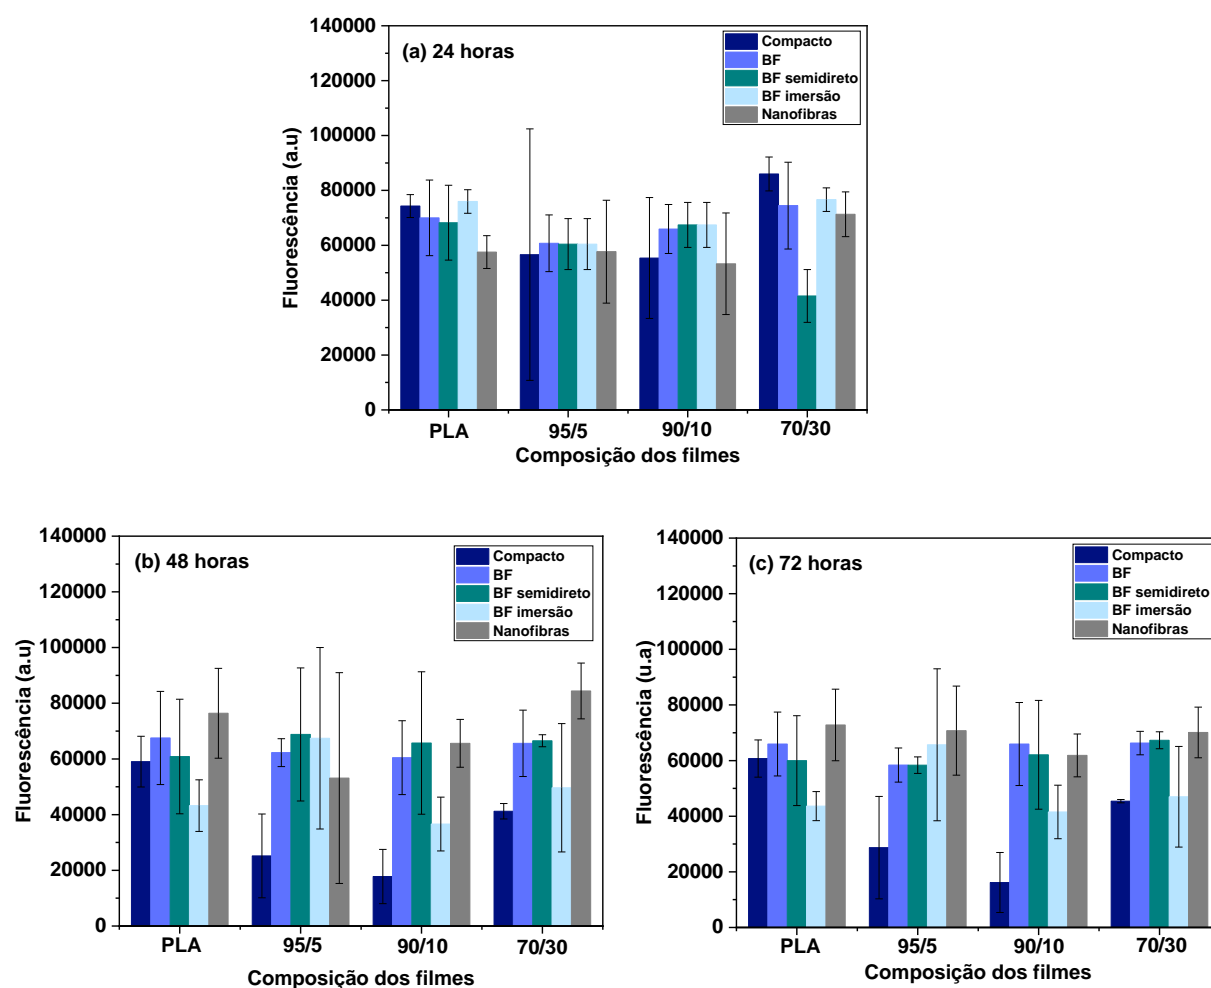 (a) 24 horas
Compacto
BF
BF semidireto
BF imersão
Nanofibras
Fluorescência (a.u)
140000
120000
100000
80000
60000
40000
20000
0
PLA 95/5 90/10 70/30
Composição dos filmes
(b) 48 horas
Compacto
BF
BF semidireto
BF imersão
Nanofibras
Fluorescência (a.u)
140000
120000
100000
80000
60000
40000
20000
0
PLA 95/5 90/10 70/30
Composição dos filmes
(c) 72 horas
Compacto
BF
BF semidireto
BF imersão
Nanofibras
Fluorescência (u.a)
140000
120000
100000
80000
60000
40000
20000
0
PLA 95/5 90/10 70/30
Composição dos filmes